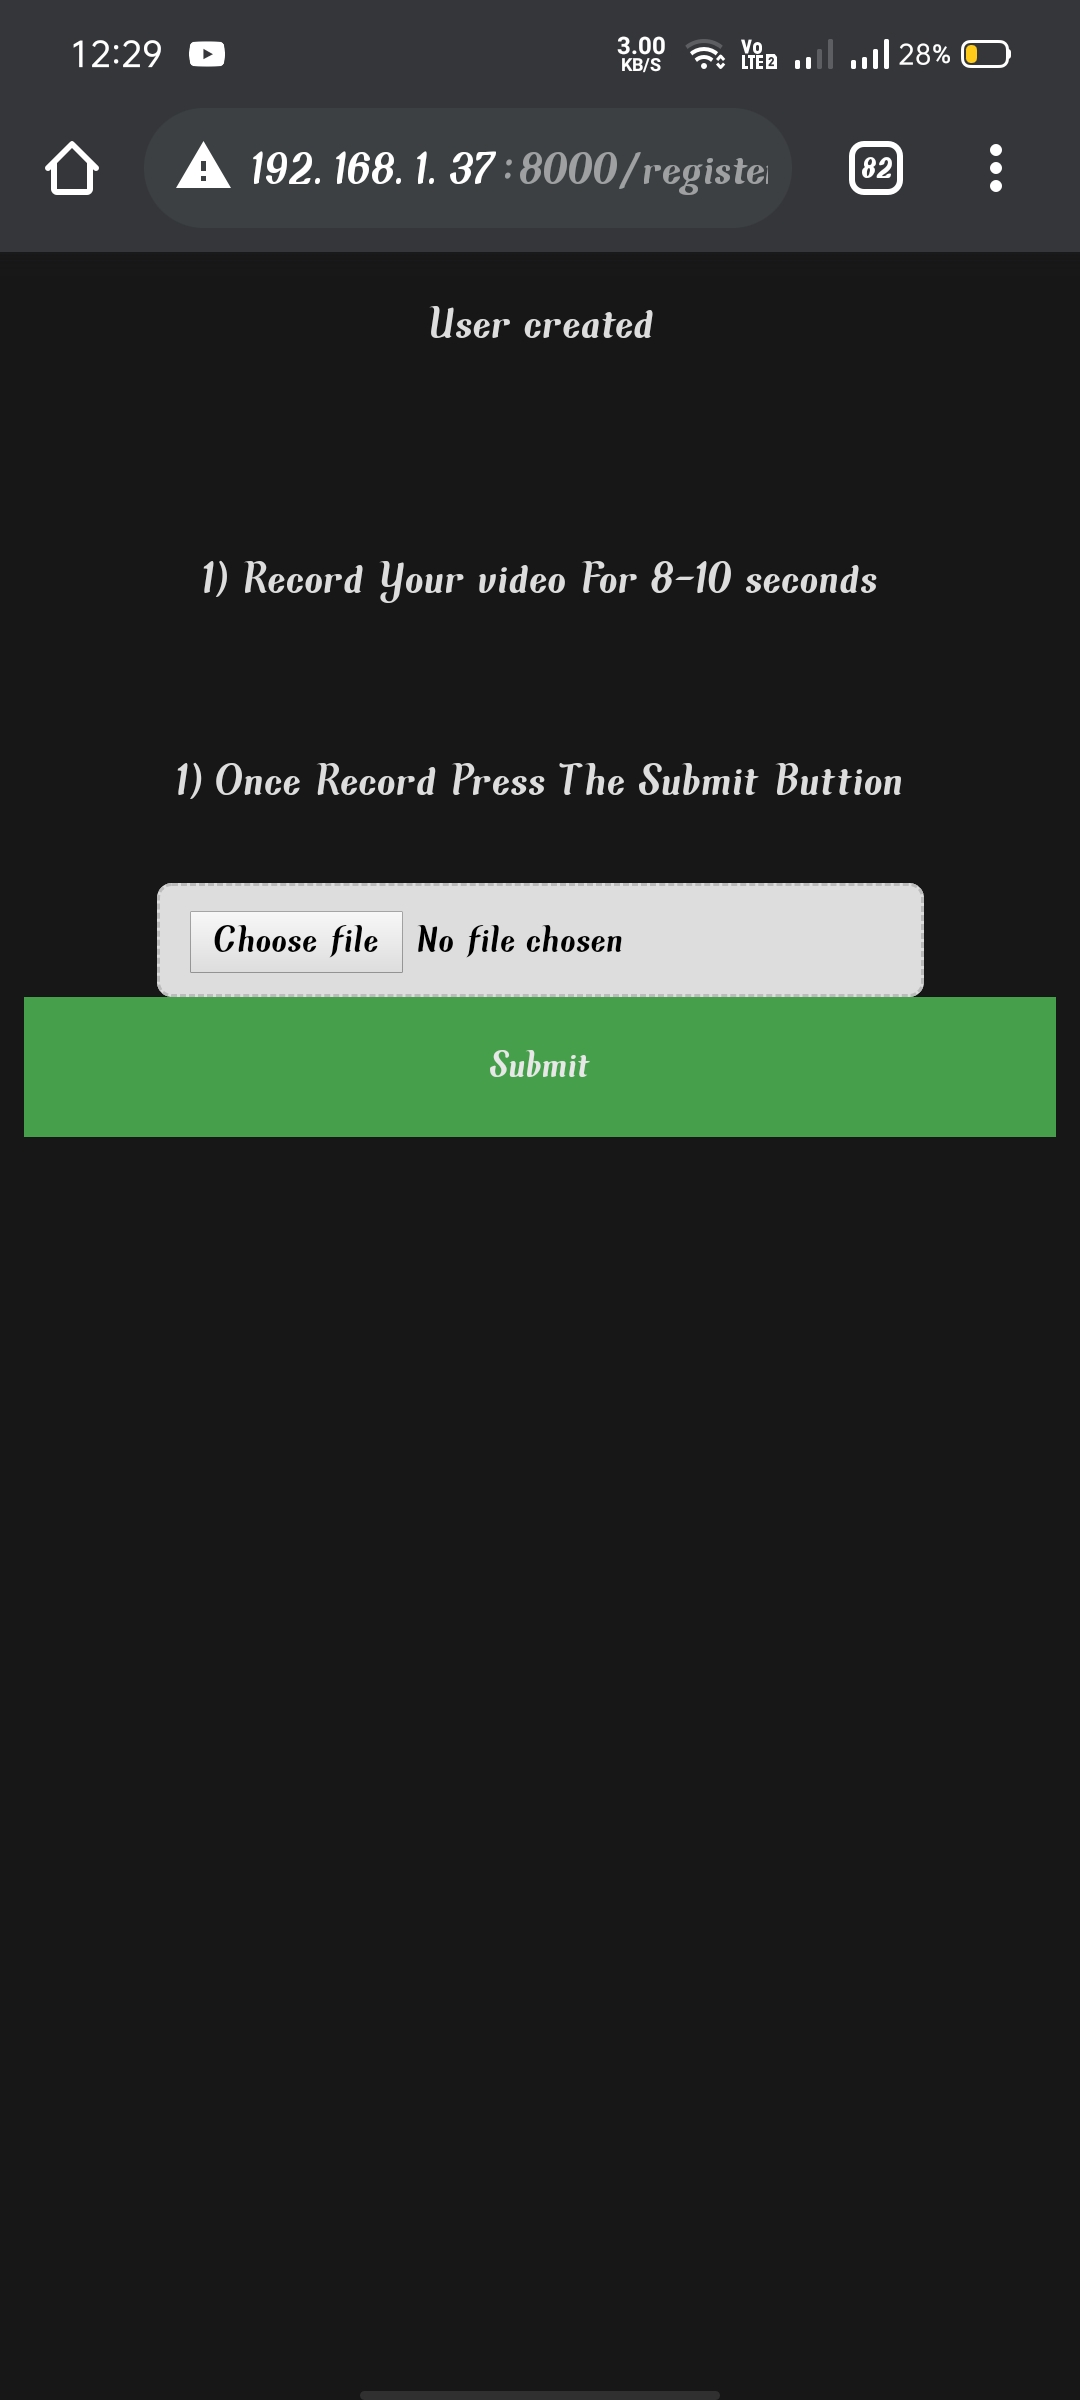 12:29
3.00
KB/S
Vo
LTE2
28%
192.168.1.37:8000/register
82
User created
1) Record Your video For 8-10 seconds
1) Once Record Press The Submit Buttion
Choose file No file chosen
Submit